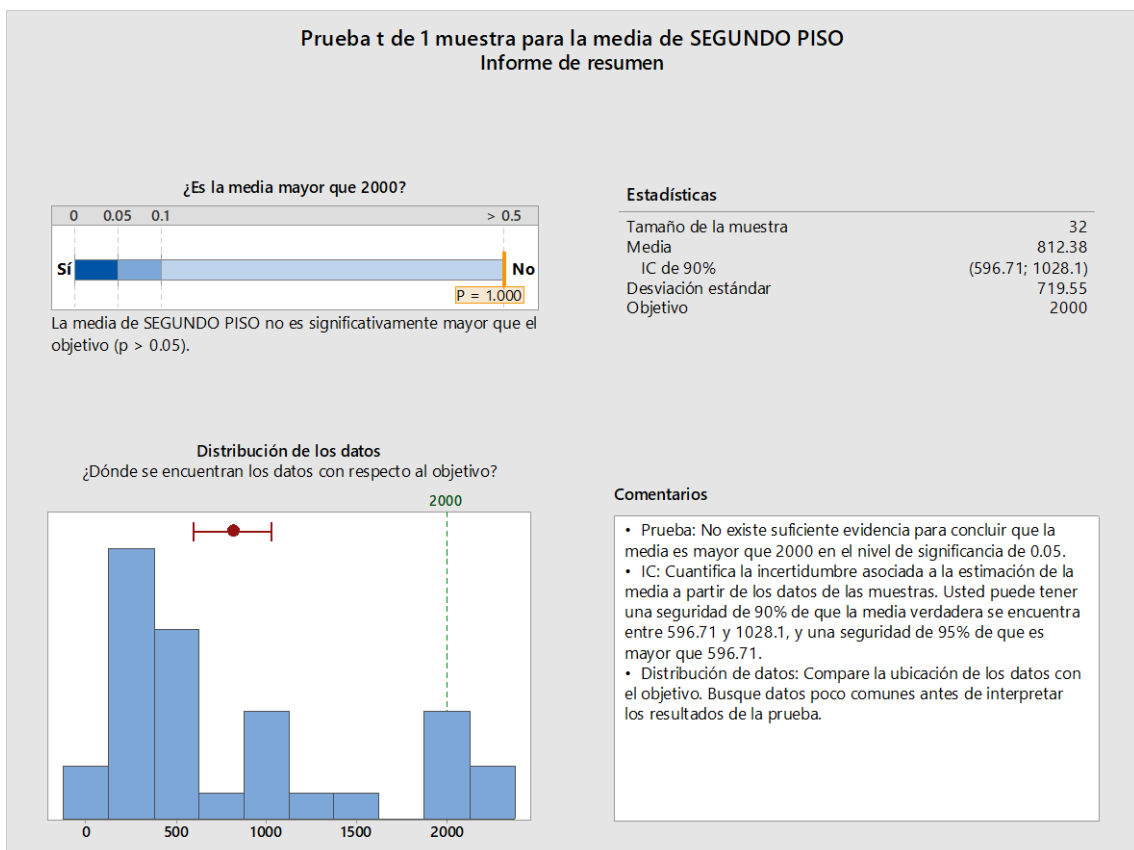 Prueba t de 1 muestra para la media de SEGUNDO PISO
Informe de resumen
¿Es la media mayor que 2000?
0 0.05 0.1 > 0.5
Sí No
P = 1.000
La media de SEGUNDO PISO no es significativamente mayor que el
objetivo (p > 0.05).
Estadísticas
Tamaño de la muestra 32
Media 812.38
IC de 90% (596.71; 1028.1)
Desviación estándar 719.55
Objetivo 2000
Distribución de los datos
¿Dónde se encuentran los datos con respecto al objetivo?
2000
0 500 1000 1500 2000
Comentarios
• Prueba: No existe suficiente evidencia para concluir que la
media es mayor que 2000 en el nivel de significancia de 0.05.
• IC: Cuantifica la incertidumbre asociada a la estimación de la
media a partir de los datos de las muestras. Usted puede tener
una seguridad de 90% de que la media verdadera se encuentra
entre 596.71 y 1028.1, y una seguridad de 95% de que es
mayor que 596.71.
• Distribución de datos: Compare la ubicación de los datos con
el objetivo. Busque datos poco comunes antes de interpretar
los resultados de la prueba.